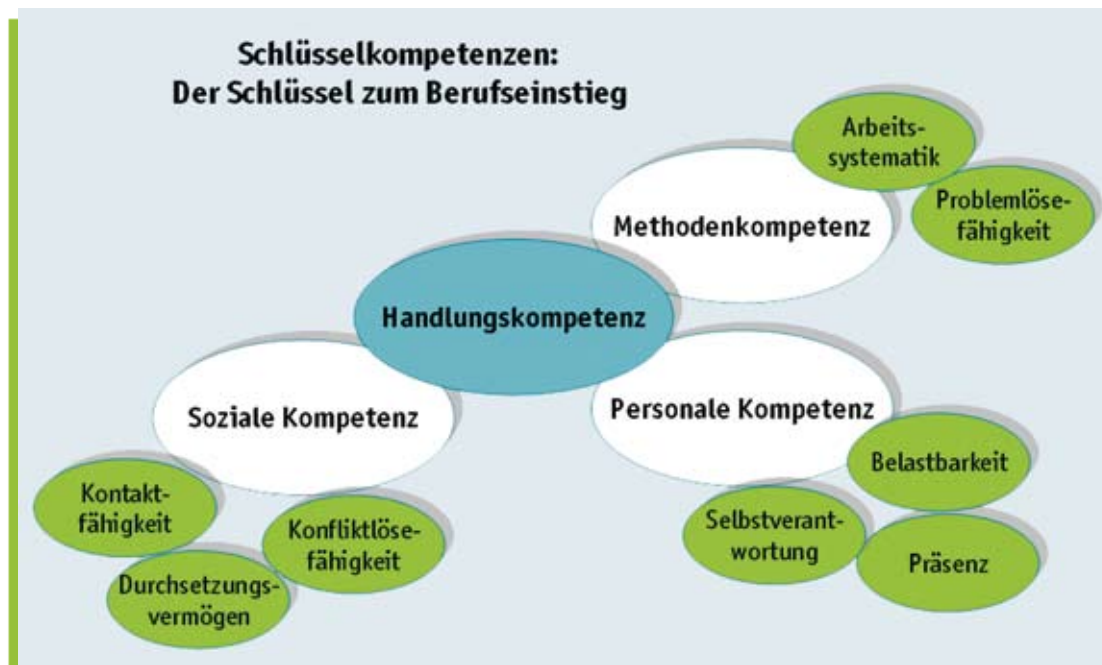 Schlüsselkompetenzen:
Der Schlüssel zum Berufseinstieg
Arbeits-
systematik
Problemlöse-
fähigkeit
Methodenkompetenz
Handlungskompetenz
Soziale Kompetenz
Personale Kompetenz
Kontakt-
fähigkeit
Konfliktlöse-
fähigkeit
Durchsetzungs-
vermögen
Belastbarkeit
Selbstverant-
wortung
Präsenz